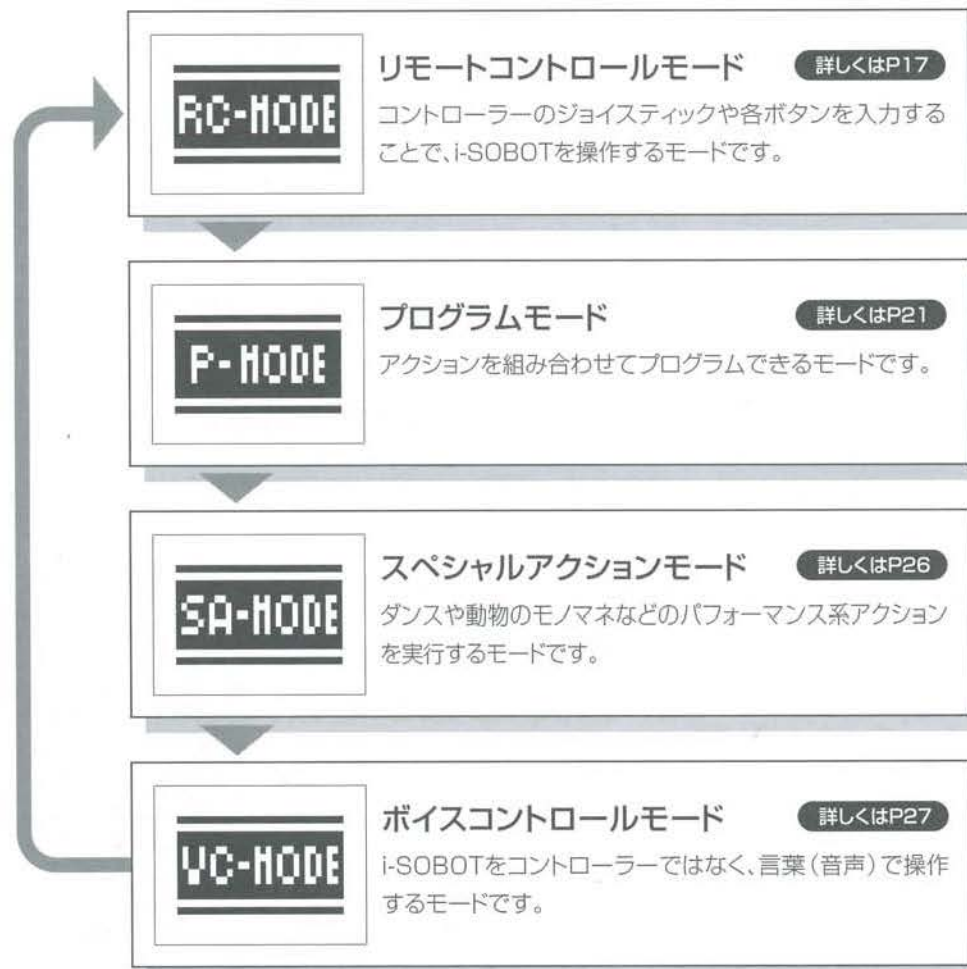 RC-MODE
リモートコントロールモード 詳しくはP17
コントローラーのジョイスティックや各ボタンを入力する
ことで、i-SOBOTを操作するモードです。
P-MODE
プログラムモード 詳しくはP21
アクションを組み合わせてプログラムできるモードです。
SA-MODE
スペシャルアクションモード 詳しくはP26
ダンスや動物のモノマネなどのパフォーマンス系アクション
を実行するモードです。
VC-MODE
ボイスコントロールモード 詳しくはP27
i-SOBOTをコントローラーではなく、言葉(音声)で操作
するモードです。